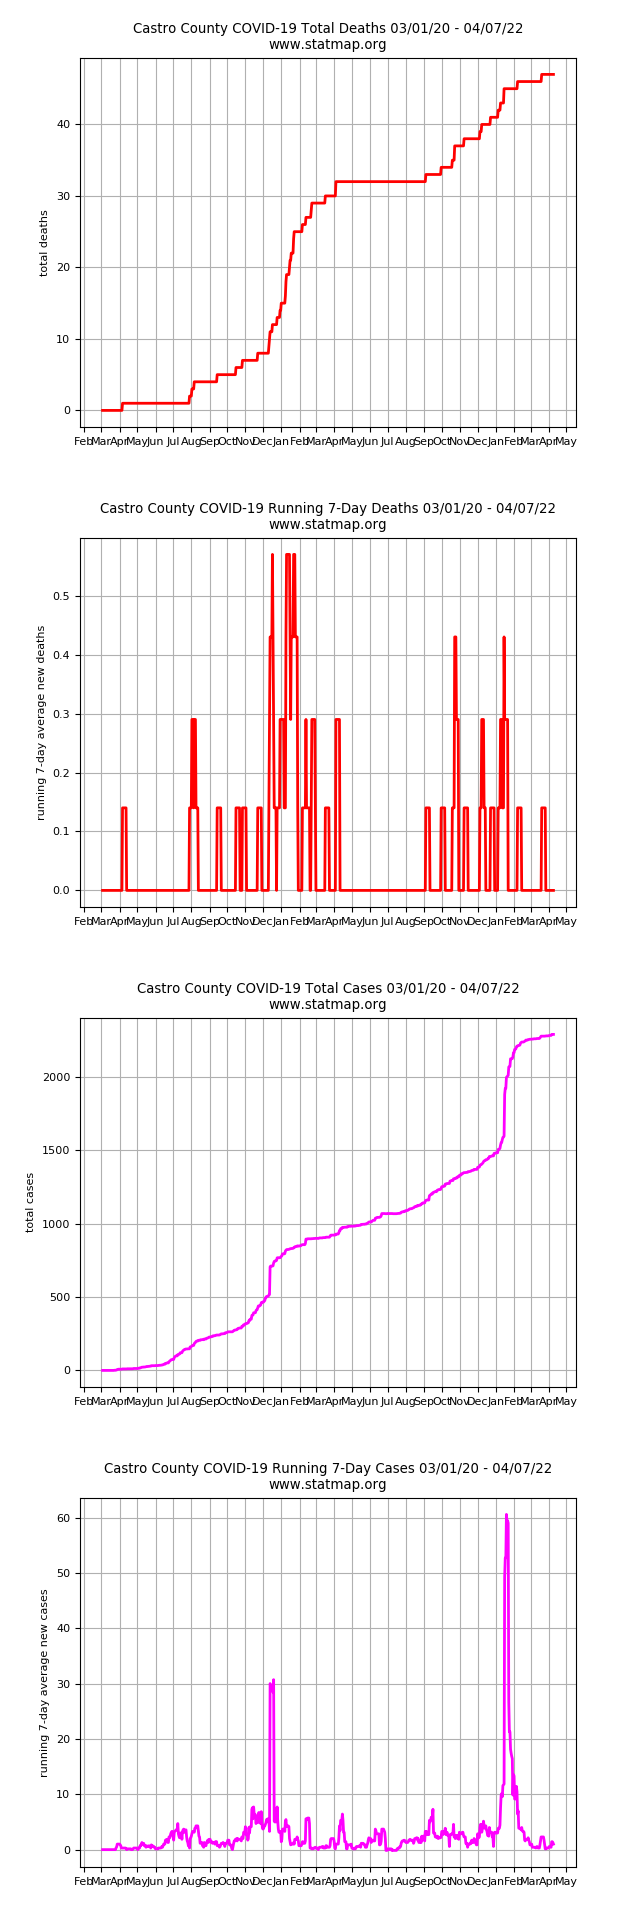 Castro County COVID-19 Total Deaths 03/01/20 - 04/07/22
www.statmap.org
40
30
20
10
0
total deaths
Feb Mar Apr May Jun Jul Aug Sep Oct Nov Dec Jan Feb Mar Apr May Jun Jul Aug Sep Oct Nov Dec Jan Feb Mar Apr May
Castro County COVID-19 Running 7-Day Deaths 03/01/20 - 04/07/22
www.statmap.org
0.5
0.4
0.3
0.2
0.1
0.0
running 7-day average new deaths
Feb Mar Apr May Jun Jul Aug Sep Oct Nov Dec Jan Feb Mar Apr May Jun Jul Aug Sep Oct Nov Dec Jan Feb Mar Apr May
Castro County COVID-19 Total Cases 03/01/20 - 04/07/22
www.statmap.org
2000
1500
1000
500
0
total cases
Feb Mar Apr May Jun Jul Aug Sep Oct Nov Dec Jan Feb Mar Apr May Jun Jul Aug Sep Oct Nov Dec Jan Feb Mar Apr May
Castro County COVID-19 Running 7-Day Cases 03/01/20 - 04/07/22
www.statmap.org
60
50
40
30
20
10
0
running 7-day average new cases
Feb Mar Apr May Jun Jul Aug Sep Oct Nov Dec Jan Feb Mar Apr May Jun Jul Aug Sep Oct Nov Dec Jan Feb Mar Apr May